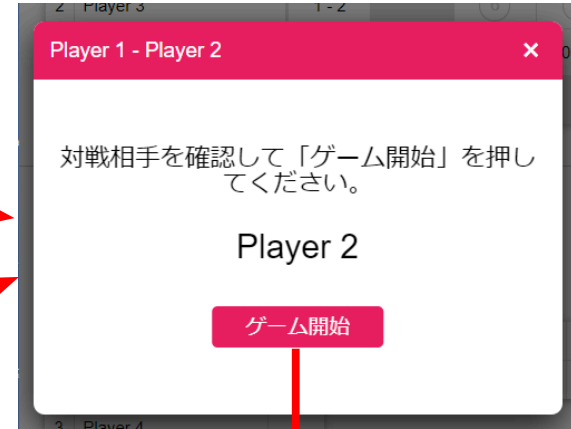 2 Player 3 1 - 2 6
Player 1 - Player 2 ×
0
対戦相手を確認して「ゲーム開始」を押し
てください。
Player 2
ゲーム開始
3 Player 4